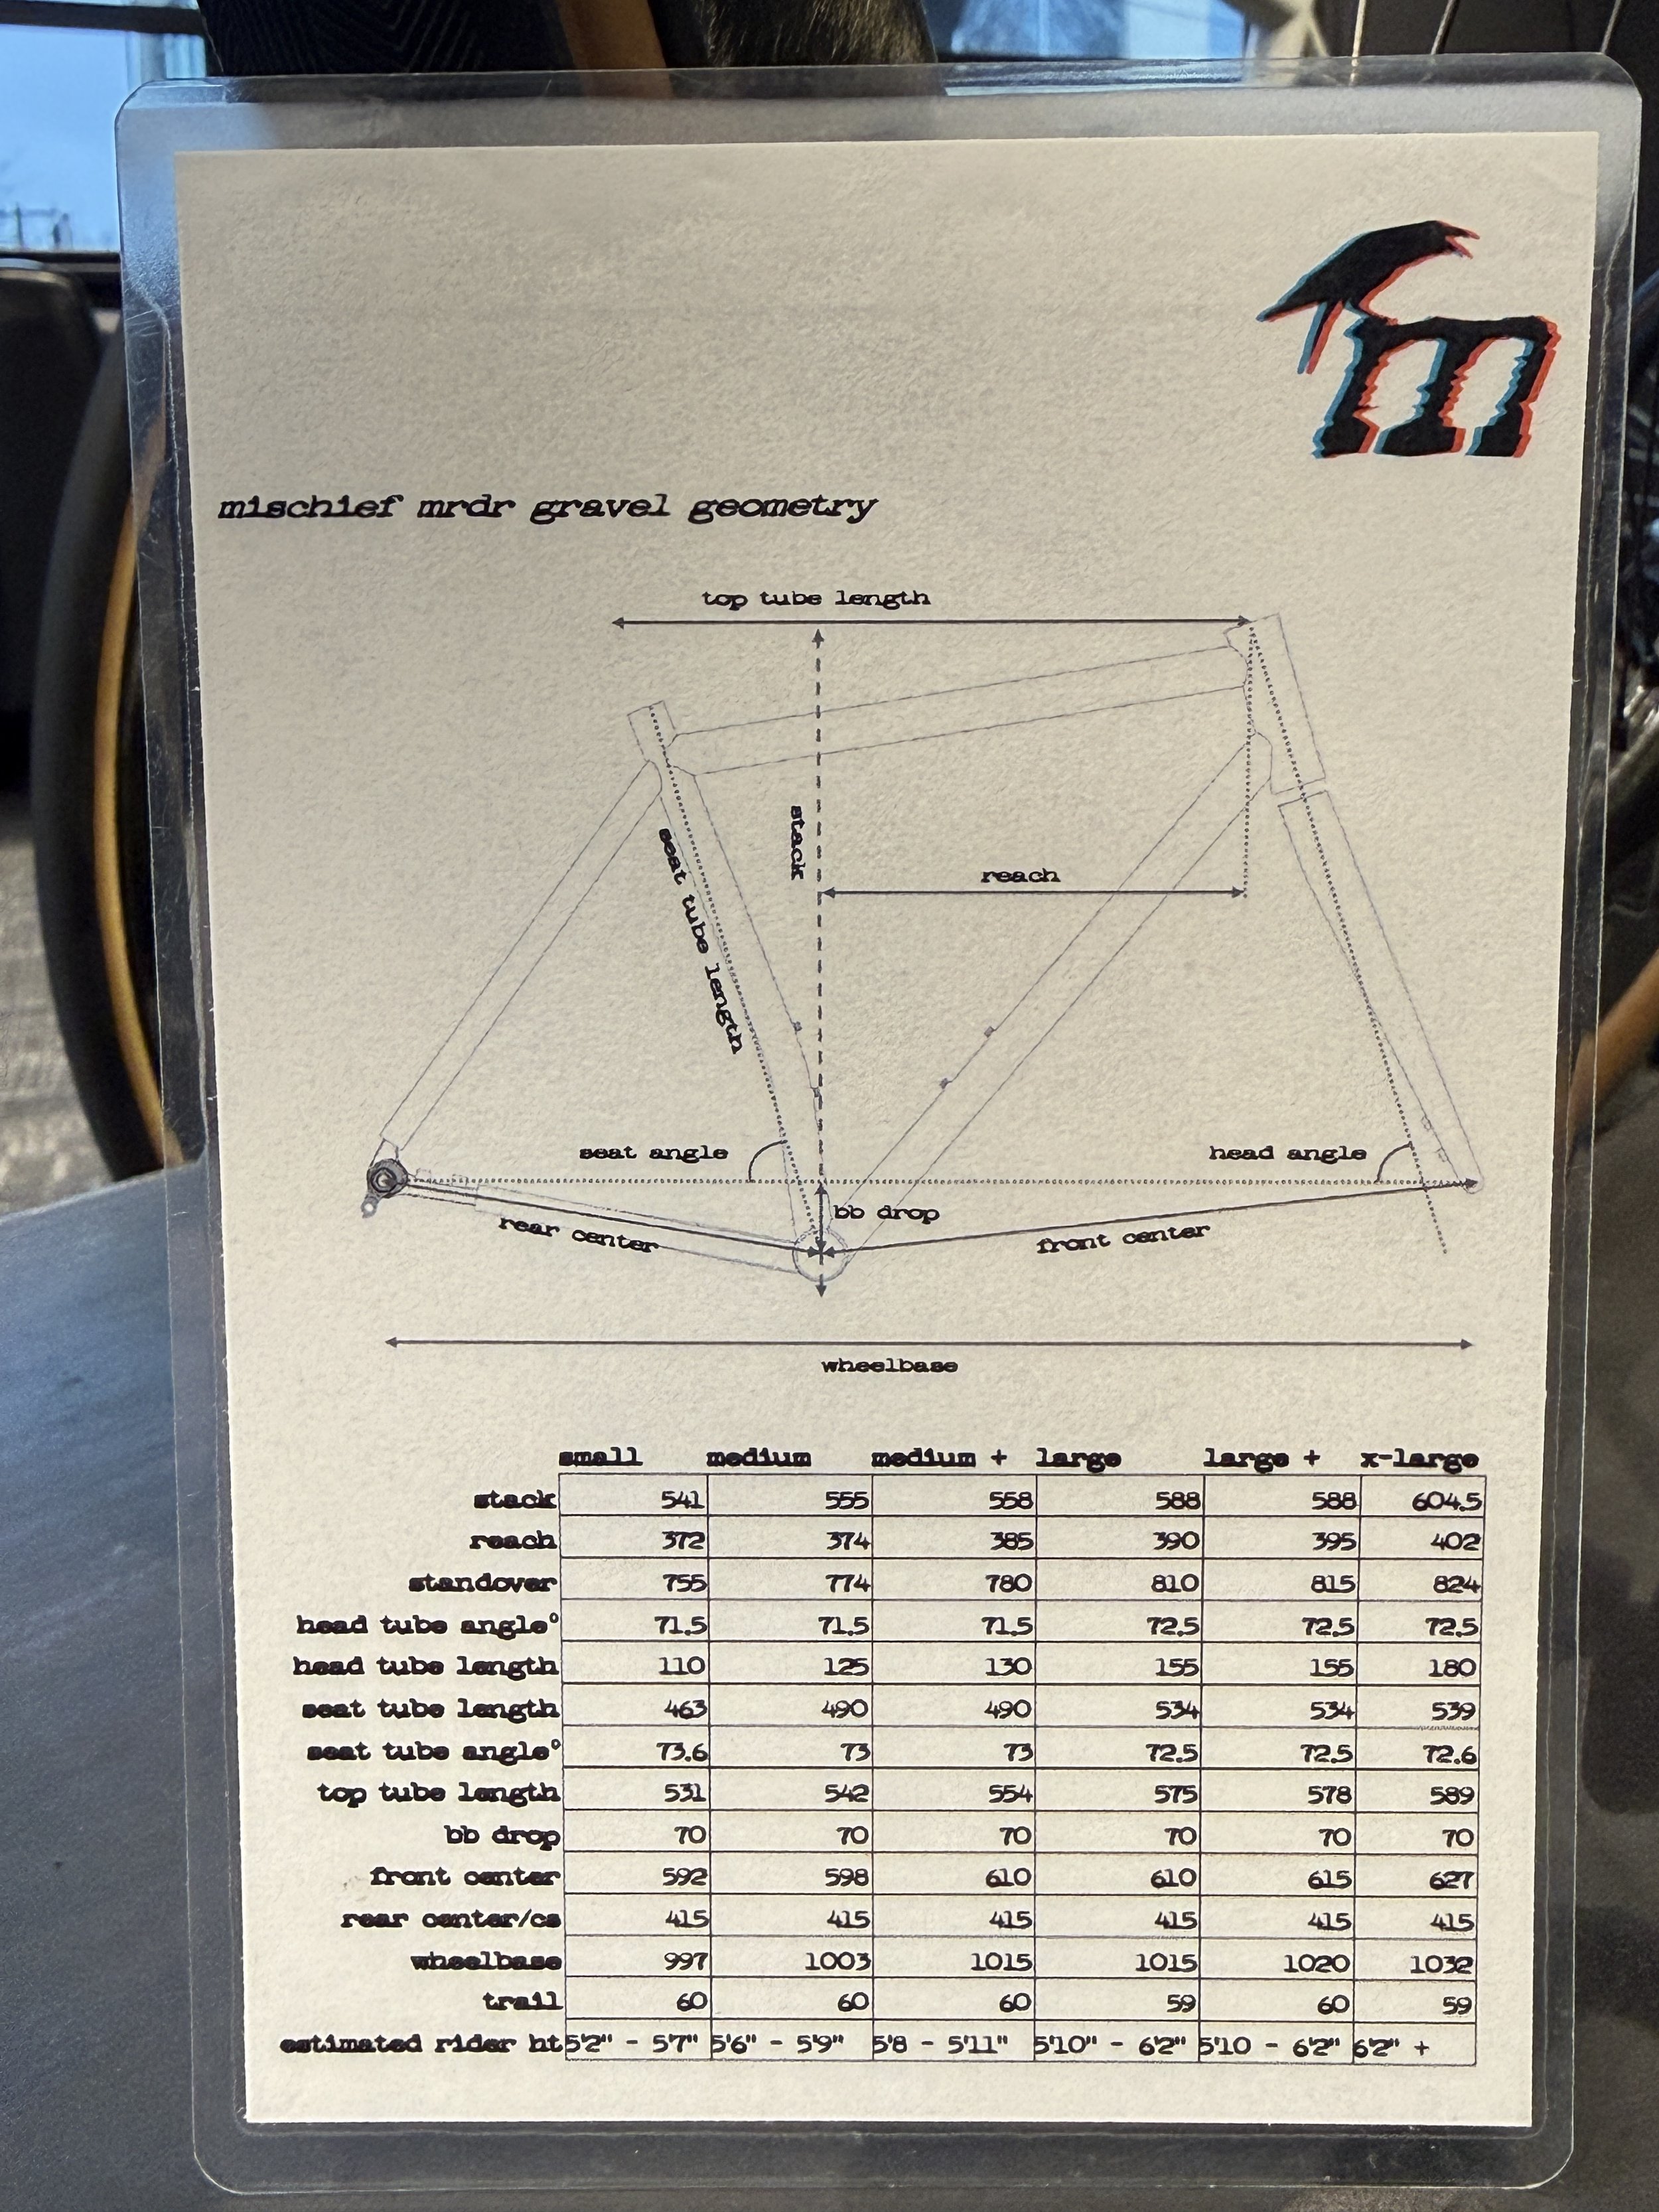 m
mischief mrdr gravel geometry
top tube length
stack
seat tube length
reach
seat angle
head angle
bb drop
rear center
front center
wheelbase
small medium medium + large large + x-large
stack 541 555 558 588 588 604.5
reach 372 374 385 390 395 402
standover 755 774 780 810 815 824
head tube angle° 71.5 71.5 71.5 72.5 72.5 72.5
head tube length 110 125 130 155 155 180
seat tube length 463 490 490 534 534 539
seat tube angle° 73.6 73 73 72.5 72.5 72.6
top tube length 531 542 554 575 578 589
bb drop 70 70 70 70 70 70
front center 592 598 610 610 615 627
rear center/cs 415 415 415 415 415 415
wheelbase 997 1003 1015 1015 1020 1032
trail 60 60 60 59 60 59
estimated rider ht 5'2" - 5'7" 5'6" - 5'9" 5'8 - 5'11" 5'10" - 6'2" 5'10 - 6'2" 6'2" +